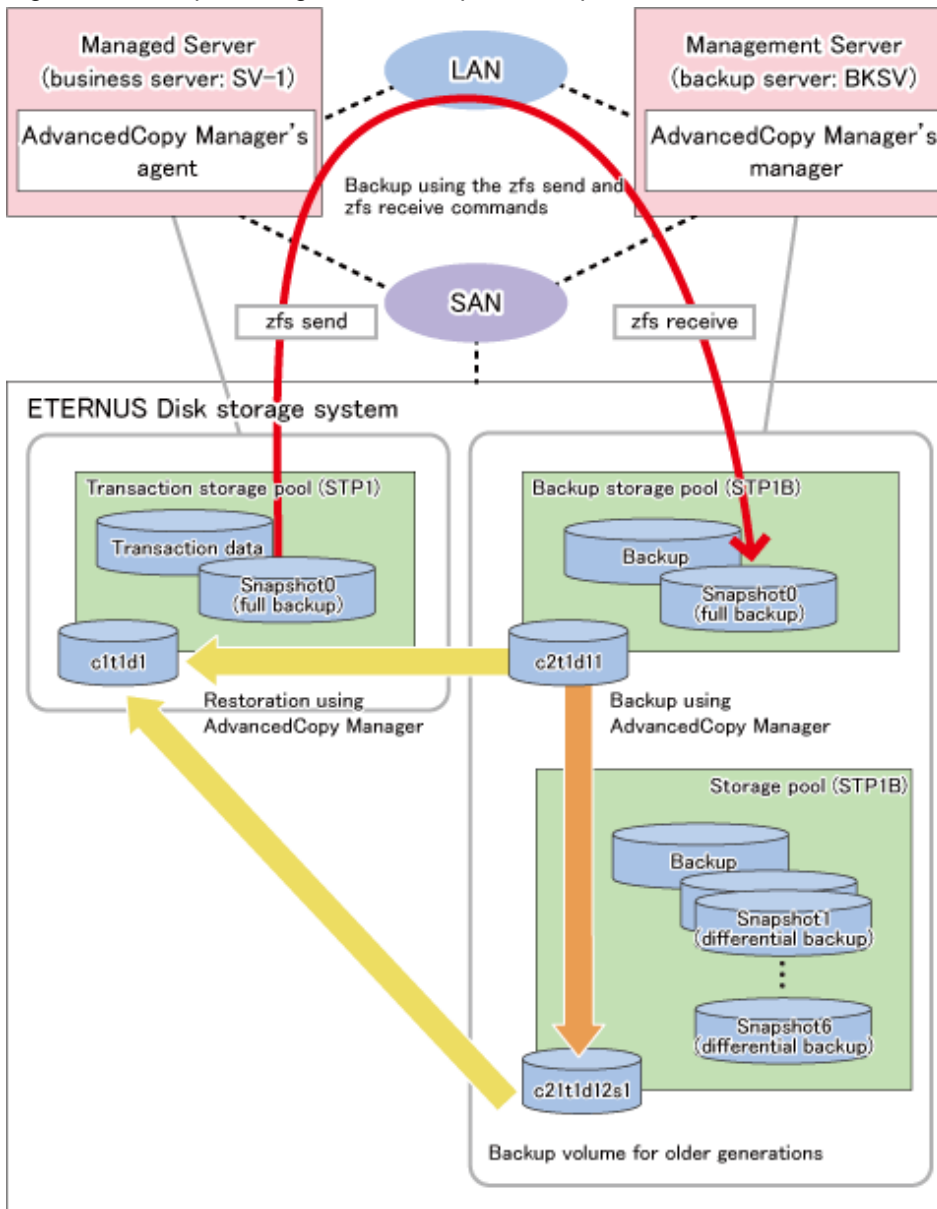 Managed Server
(business server: SV-1)
AdvancedCopy Manager's
agent
LAN
Management Server
(backup server: BKSV)
AdvancedCopy Manager's
manager
Backup using the zfs send and
zfs receive commands
SAN
zfs send
zfs receive
ETERNUS Disk storage system
Transaction storage pool (STP1)
Transaction data
Snapshot0
(full backup)
c1t1d1
Backup storage pool (STP1B)
Backup
Snapshot0
(full backup)
c2t1d11
Restoration using
AdvancedCopy Manager
Backup using
AdvancedCopy Manager
Storage pool (STP1B)
Backup
Snapshot1
(differential backup)
Snapshot6
(differential backup)
c21t1d12s1
Backup volume for older generations